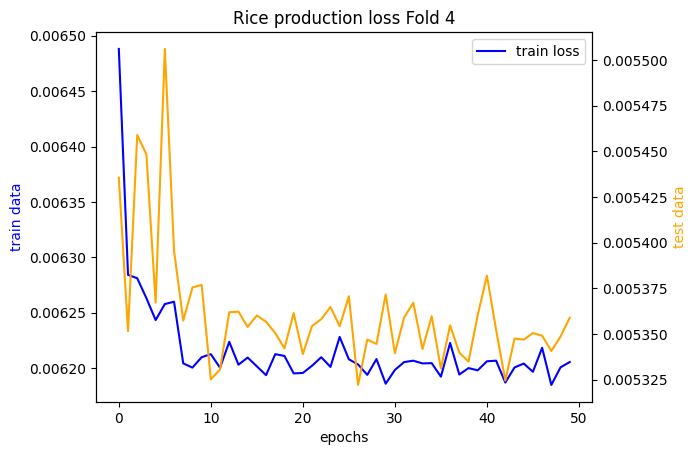 Rice production loss Fold 4
train loss
train data
0.00650
0.00645
0.00640
0.00635
0.00630
0.00625
0.00620
0.005500
0.005475
0.005450
0.005425
0.005400
0.005375
0.005350
0.005325
test data
0 10 20 30 40 50
epochs